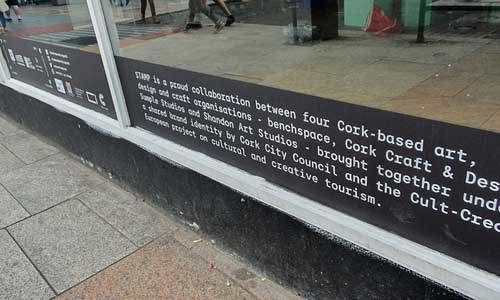 STAMP is a proud collaboration between four Cork-based art,
design and craft organisations - benchspace, Cork Craft & Des
Sample Studios and Shandon Art Studios - brought together unde
a shared brand identity by Cork City Council and the Cult-Crea
European project on cultural and creative tourism.